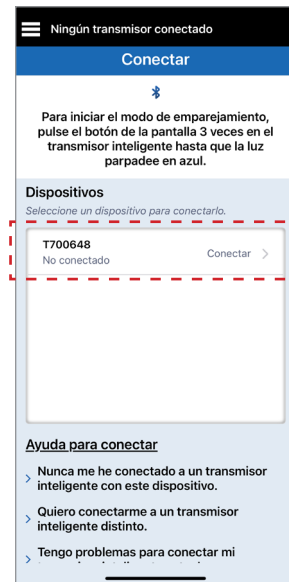 Ningún transmisor conectado
Conectar
Para iniciar el modo de emparejamiento,
pulse el botón de la pantalla 3 veces en el
transmisor inteligente hasta que la luz
parpadee en azul.
Dispositivos
Seleccione un dispositivo para conectarlo.
T700648
No conectado
Conectar
Ayuda para conectar
Nunca me he conectado a un transmisor
inteligente con este dispositivo.
Quiero conectarme a un transmisor
inteligente distinto.
Tengo problemas para conectar mi